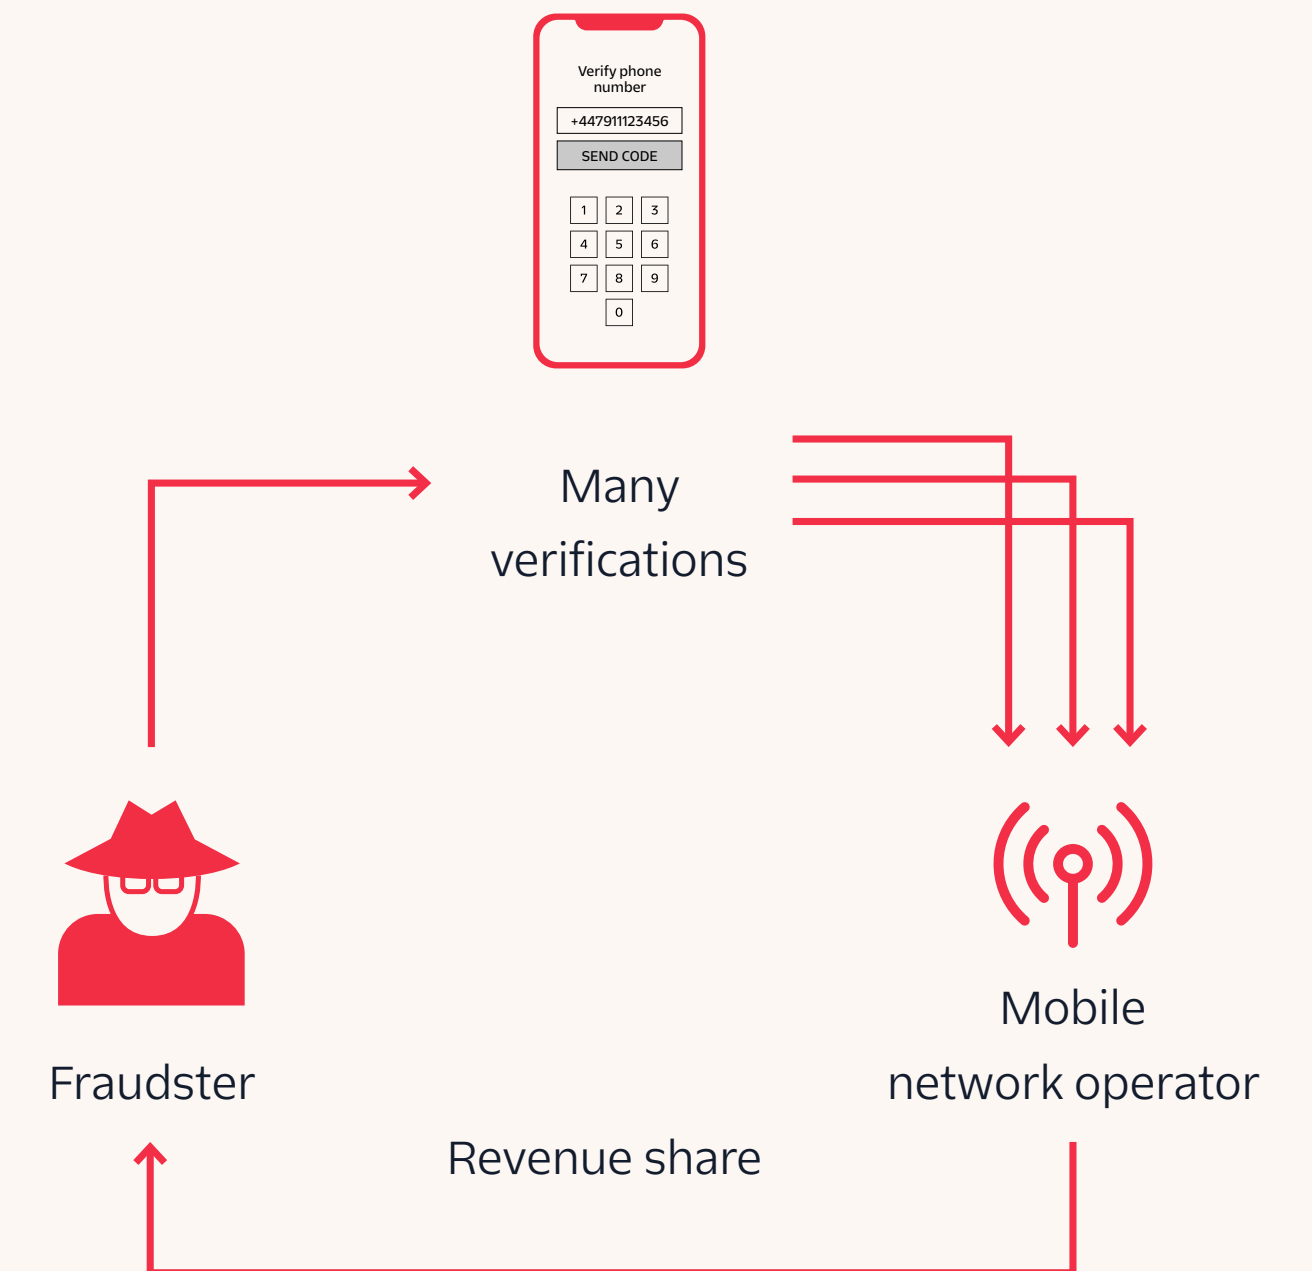 Verify phone
number
+447911123456
SEND CODE
1 2 3
4 5 6
7 8 9
0
Many
verifications
Fraudster
Mobile
network operator
Revenue share